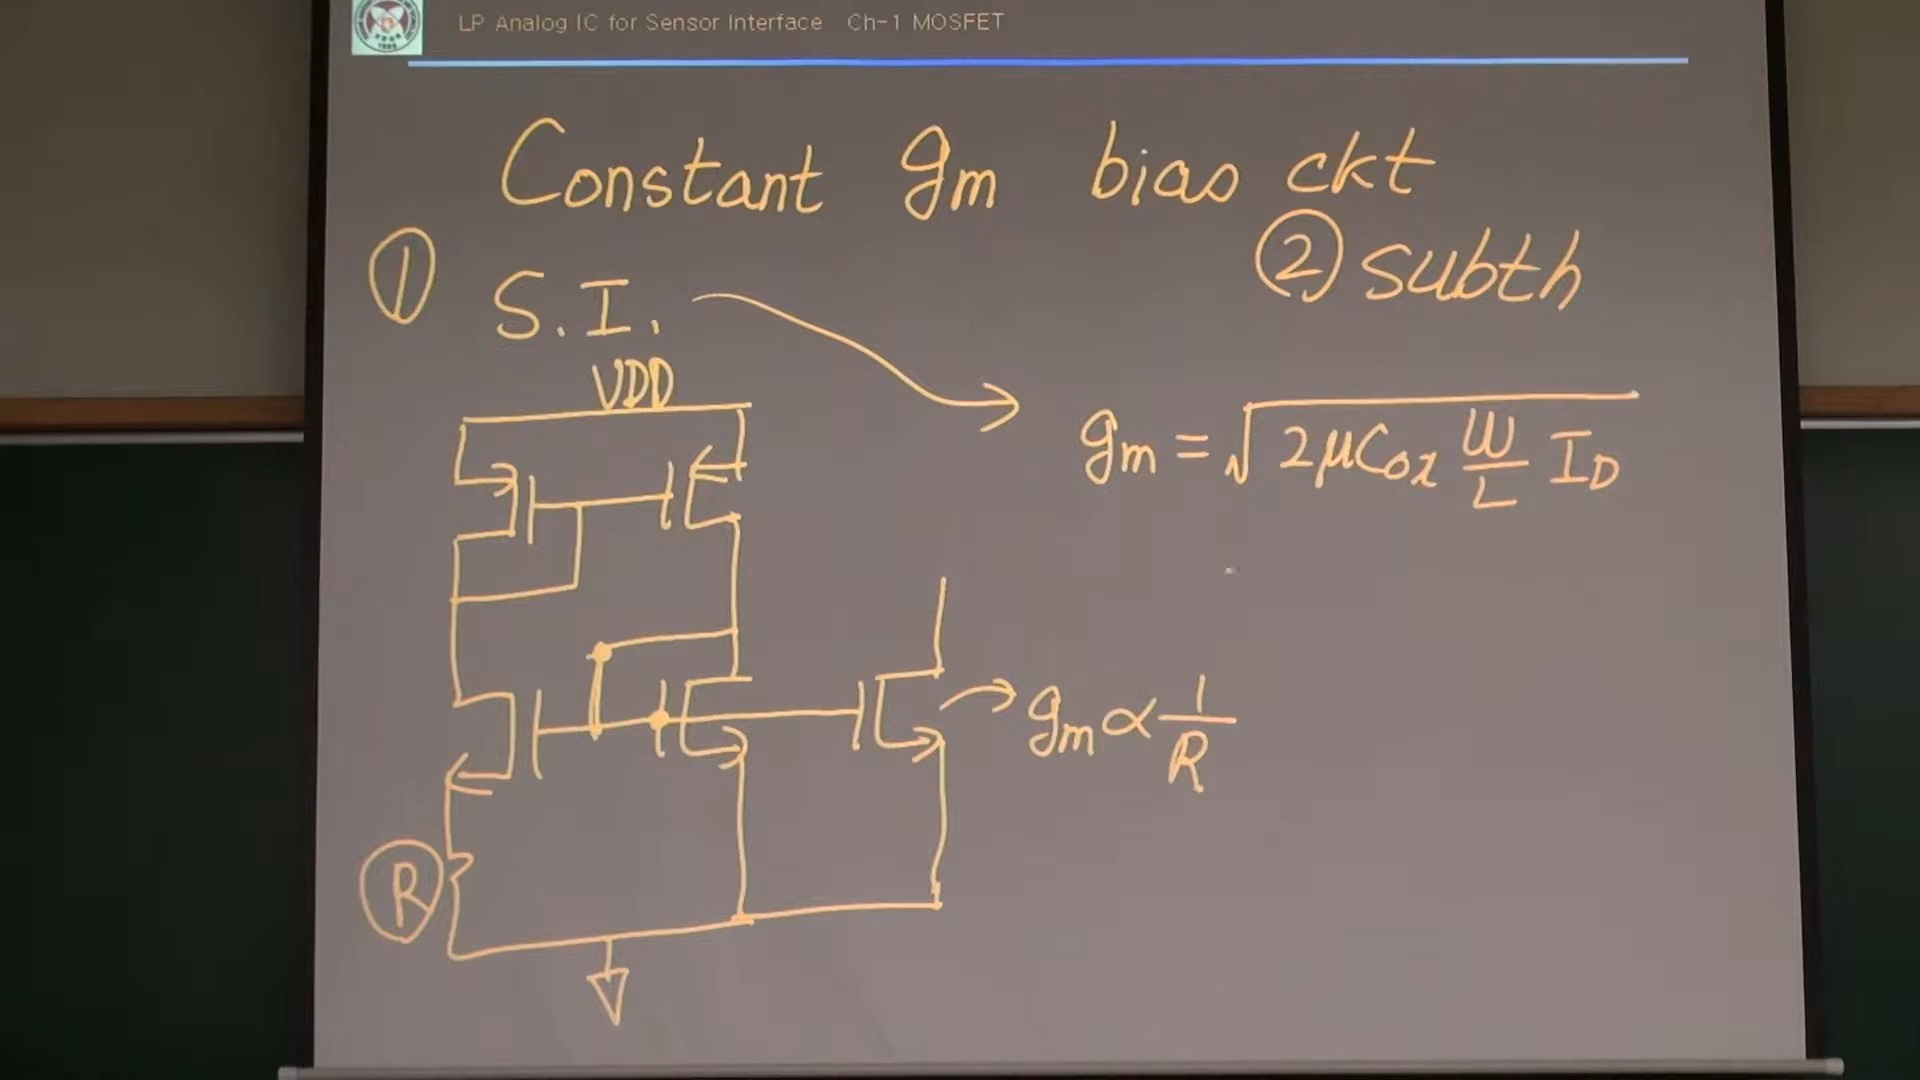 LP Analog IC for Sensor Interface Ch-1 MOSFET
Constant gm bias ckt
① S.I.
② subth
VDD
gm = √2μCox W/L ID
gm ∝ 1/R
R